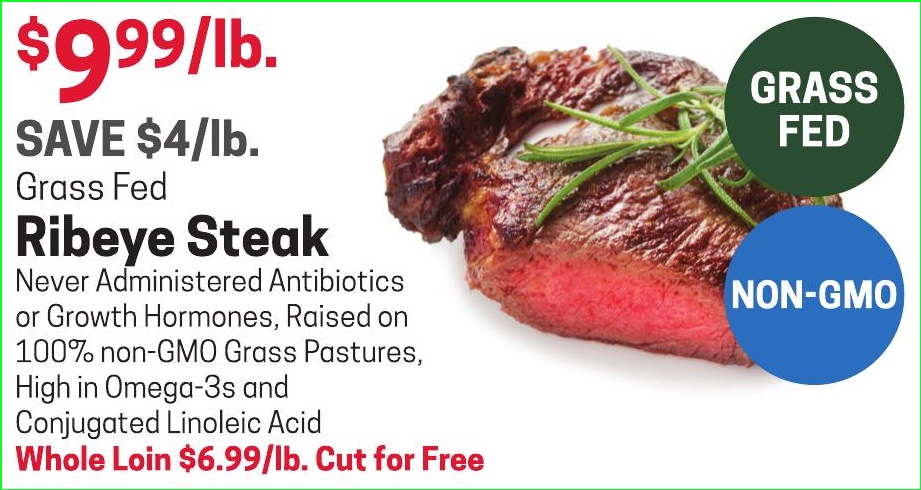 $9.99/lb.
SAVE $4/lb.
Grass Fed
Ribeye Steak
Never Administered Antibiotics
or Growth Hormones, Raised on
100% non-GMO Grass Pastures,
High in Omega-3s and
Conjugated Linoleic Acid
Whole Loin $6.99/lb. Cut for Free
GRASS
FED
NON-GMO